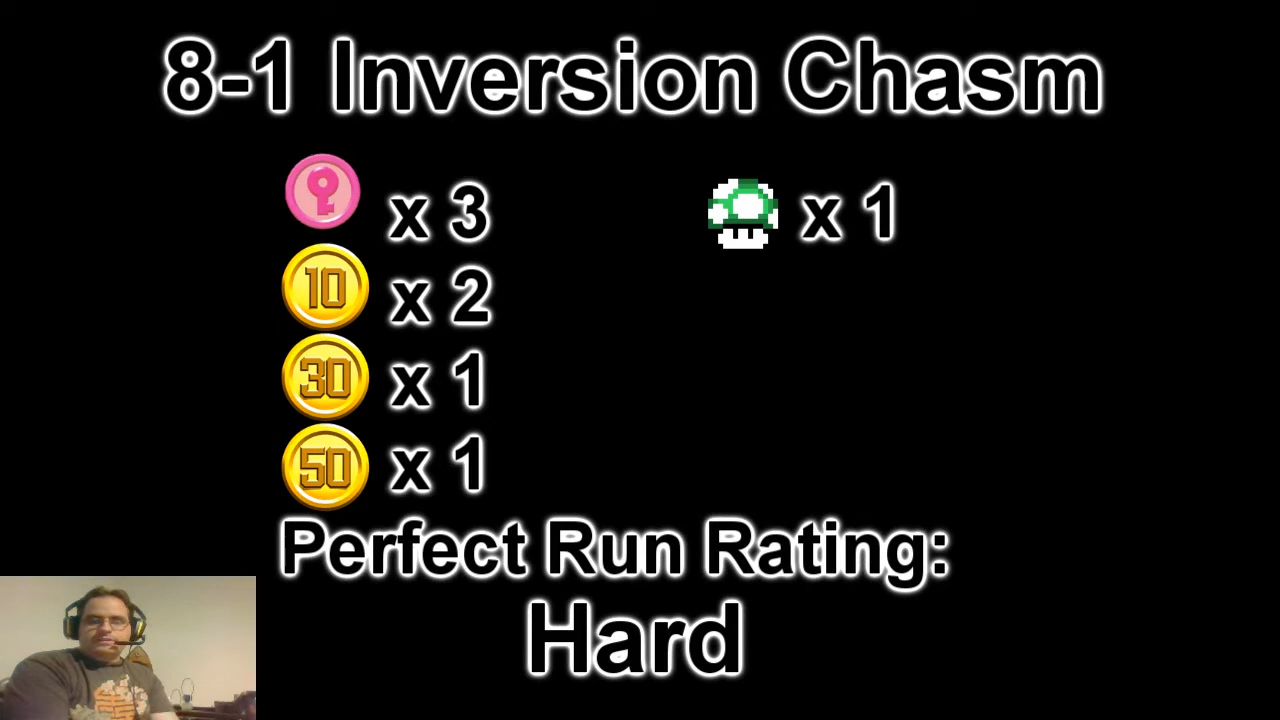 8-1 Inversion Chasm
x 3
x 1
10 x 2
30 x 1
50 x 1
Perfect Run Rating:
Hard